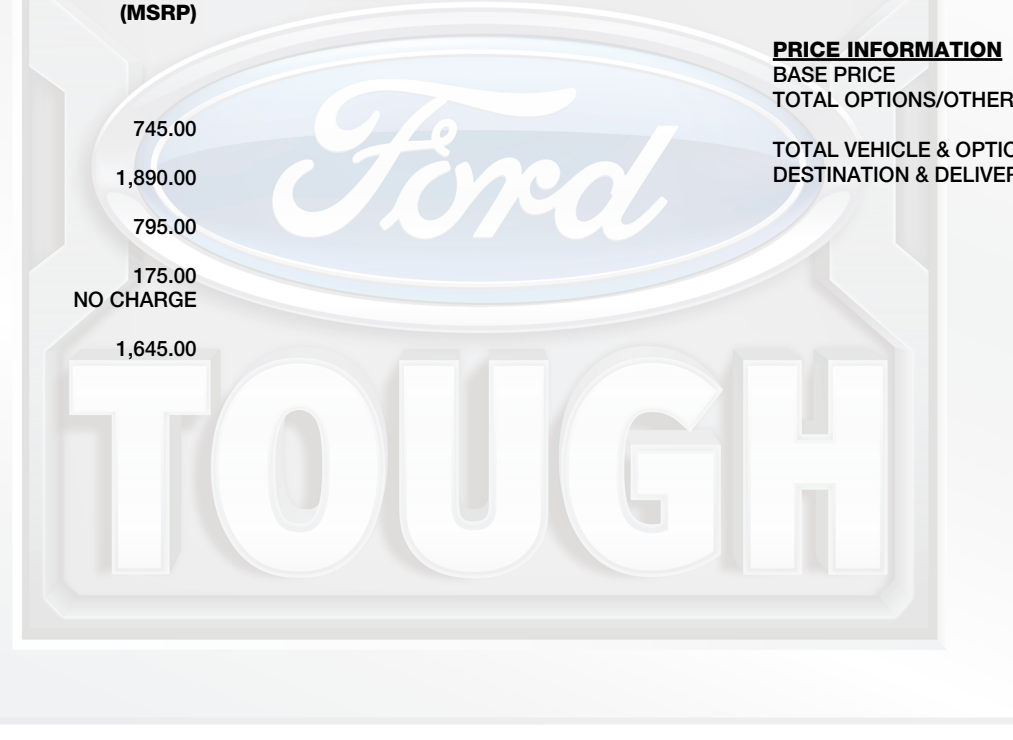 (MSRP)
745.00
1,890.00
795.00
175.00
NO CHARGE
1,645.00
PRICE INFORMATION
BASE PRICE
TOTAL OPTIONS/OTHER
TOTAL VEHICLE & OPTIO
DESTINATION & DELIVER
Ford
TOUGH